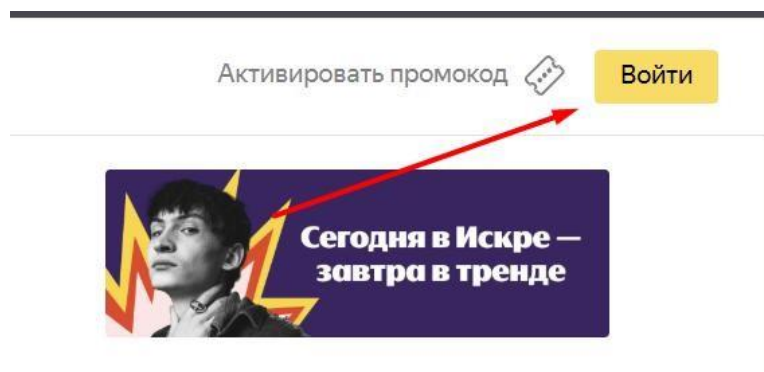 Активировать промокод
Войти
Сегодня в Искре —
завтра в тренде